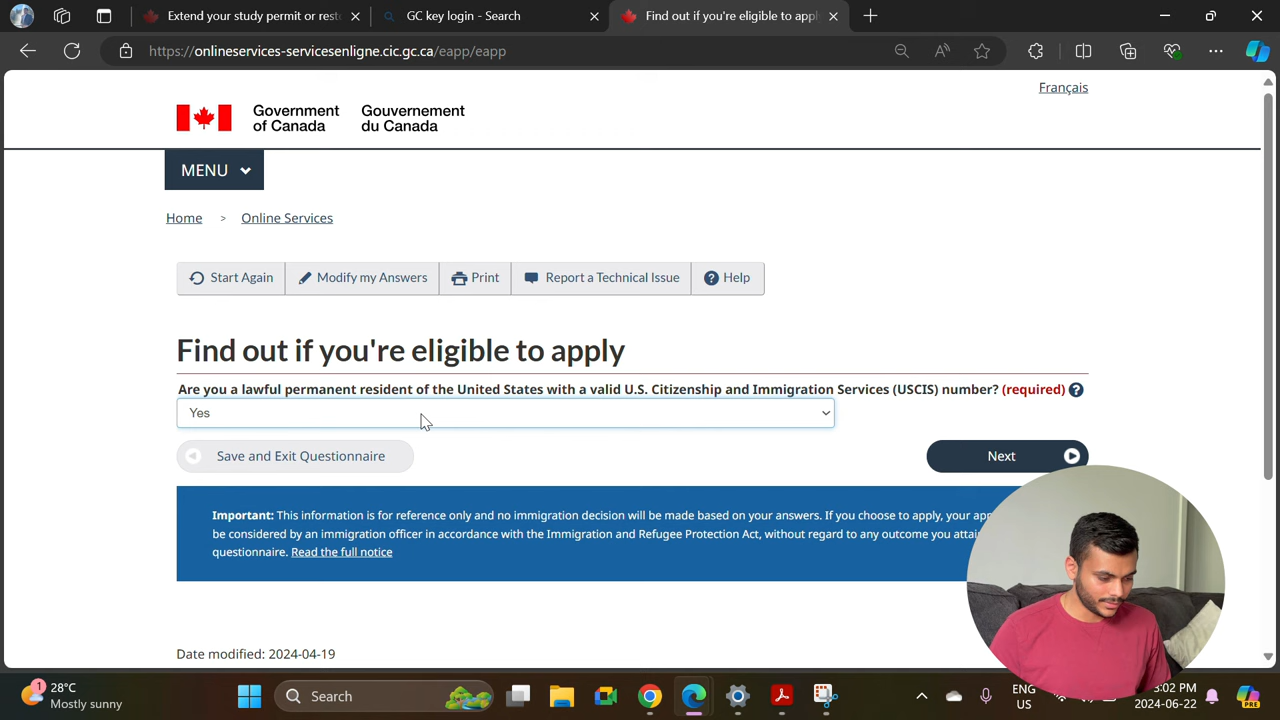 Extend your study permit or rest
GC key login - Search
Find out if you're eligible to appl
https://onlineservices-servicesenligne.cic.gc.ca/eapp/eapp
Français
Government of Canada
Gouvernement du Canada
MENU
Home > Online Services
Start Again
Modify my Answers
Print
Report a Technical Issue
Help
Find out if you're eligible to apply
Are you a lawful permanent resident of the United States with a valid U.S. Citizenship and Immigration Services (USCIS) number? (required)
Yes
Save and Exit Questionnaire
Next
Important: This information is for reference only and no immigration decision will be made based on your answers. If you choose to apply, your
be considered by an immigration officer in accordance with the Immigration and Refugee Protection Act, without regard to any outcome you
questionnaire. Read the full notice
Date modified: 2024-04-19
1
28°C
Mostly sunny
Search
ENG
US
3:02 PM
2024-06-22
PRE